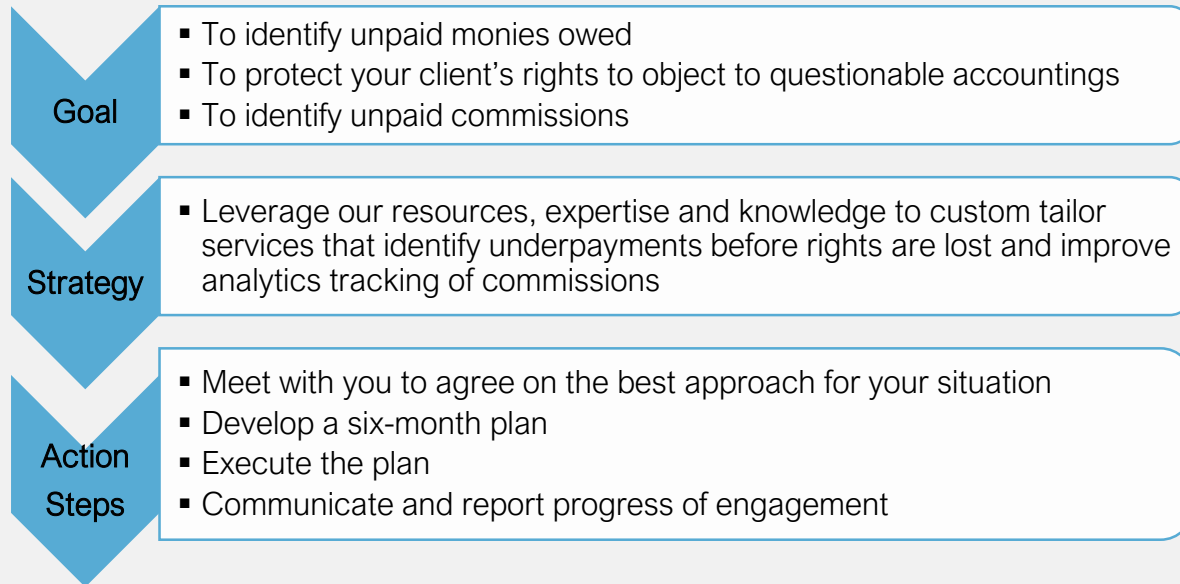 Goal
▪ To identify unpaid monies owed
▪ To protect your client’s rights to object to questionable accountings
▪ To identify unpaid commissions
Strategy
▪ Leverage our resources, expertise and knowledge to custom tailor
services that identify underpayments before rights are lost and improve
analytics tracking of commissions
Action
Steps
▪ Meet with you to agree on the best approach for your situation
▪ Develop a six-month plan
▪ Execute the plan
▪ Communicate and report progress of engagement